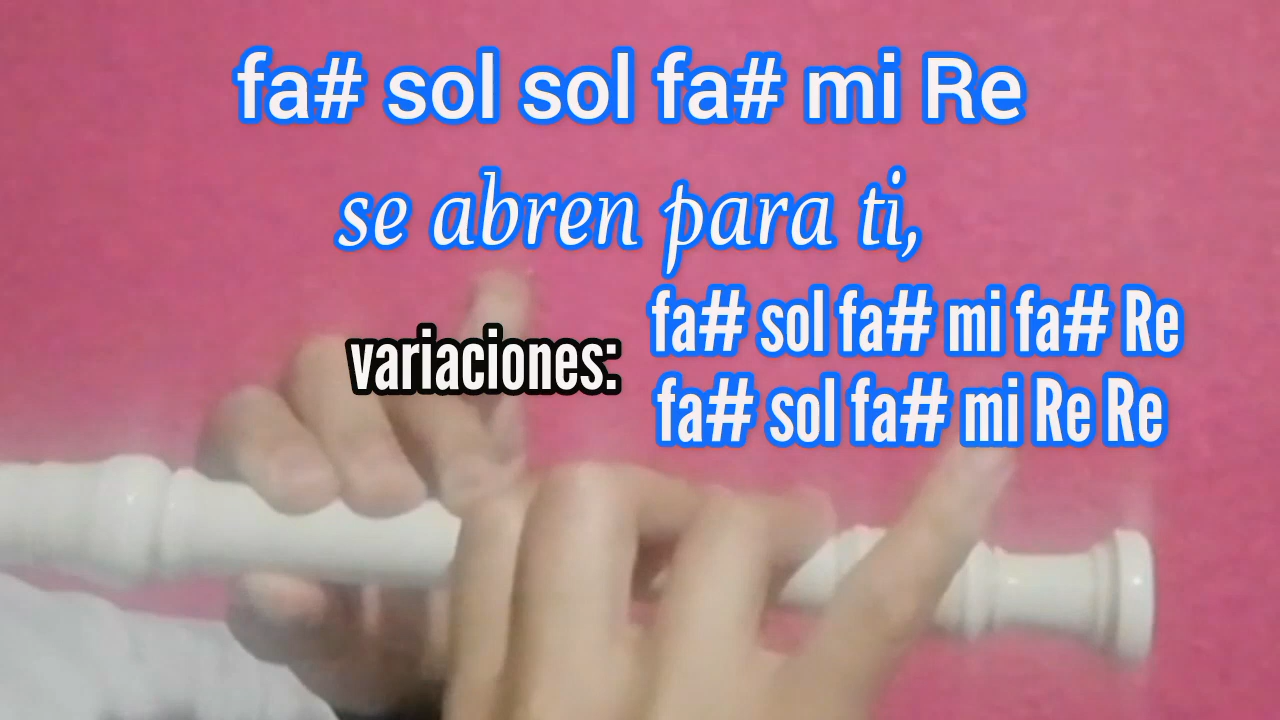 fa# sol sol fa# mi Re
se abren para ti,
variaciones:
fa# sol fa# mi fa# Re
fa# sol fa# mi Re Re